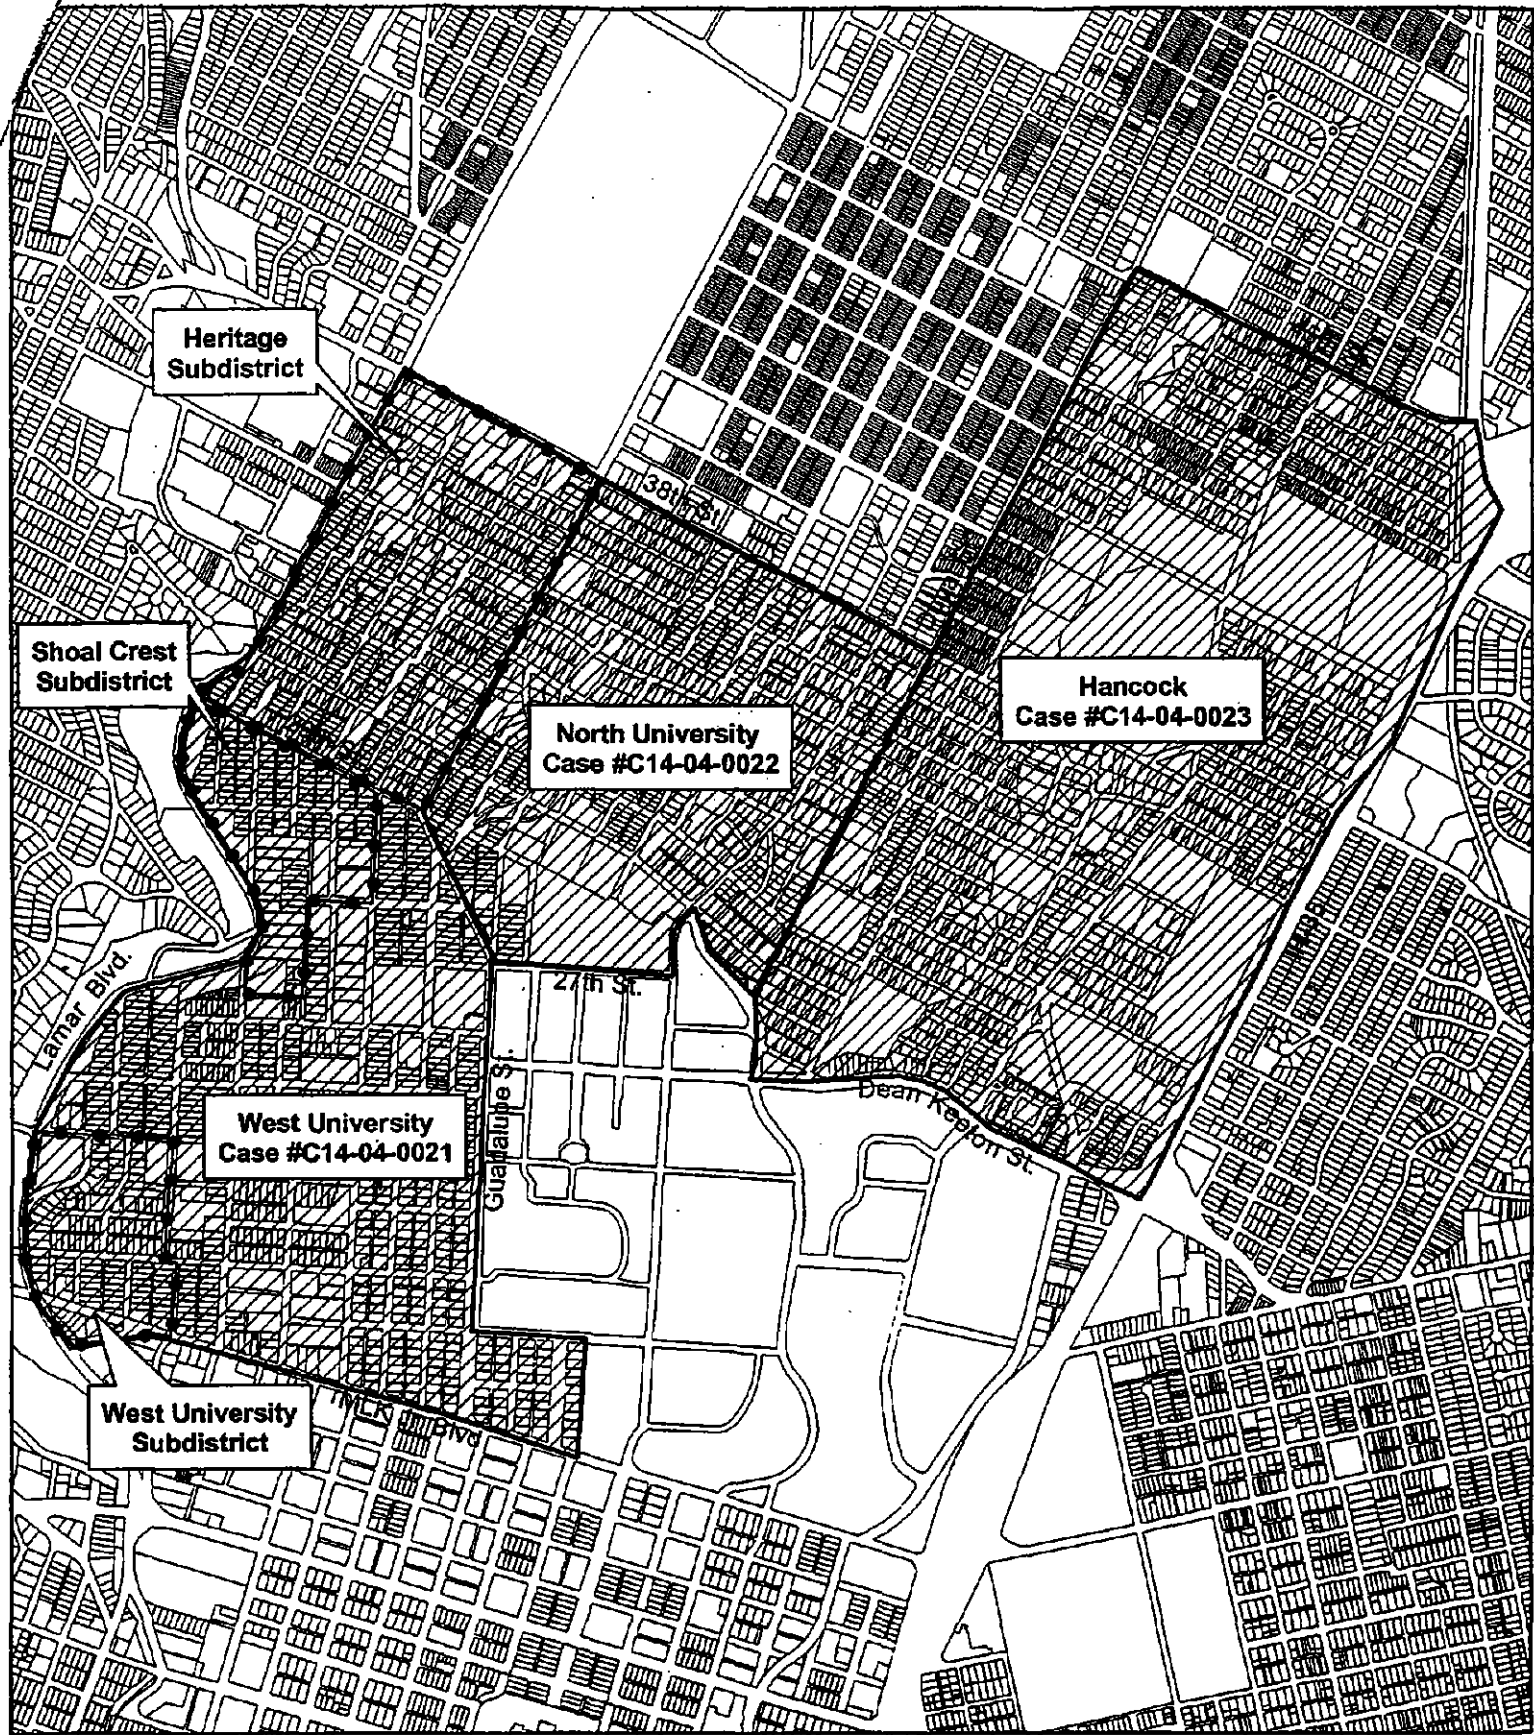 Heritage
Subdistrict
38th St.
Shoal Crest
Subdistrict
Hancock
Case #C14-04-0023
North University
Case #C14-04-0022
27th St.
Lamar Blvd.
Dean Keeton St.
West University
Case #C14-04-0021
Guadalupe St.
West University
Subdistrict
MLK Blvd